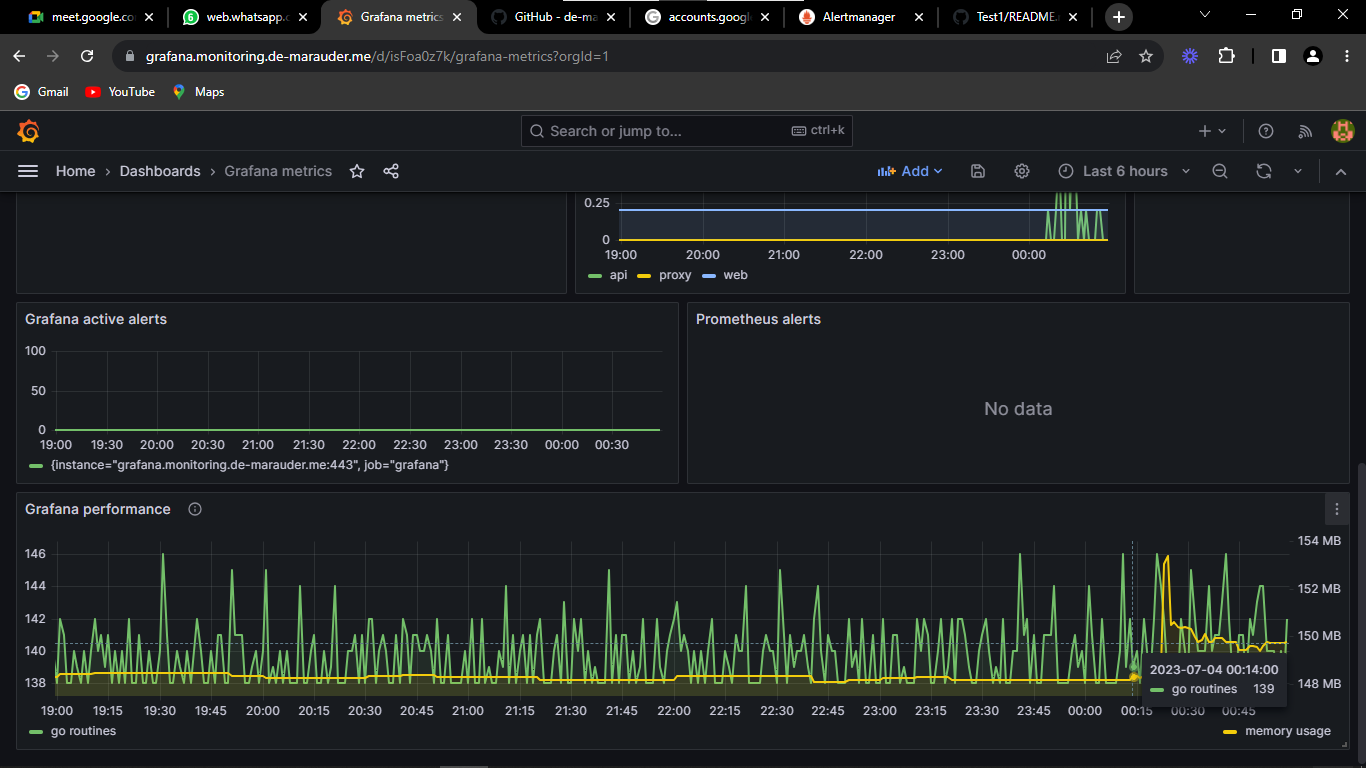 meet.google.co
web.whatsapp.c
Grafana metrics
GitHub - de-ma
accounts.googl
Alertmanager
Test1/README.
grafana.monitoring.de-marauder.me/d/isFoa0z7k/grafana-metrics?orgId=1
Gmail
YouTube
Maps
Search or jump to...
ctrl+k
Home › Dashboards › Grafana metrics
Add
Last 6 hours
0.25
0
19:00 20:00 21:00 22:00 23:00 00:00
api proxy web
Grafana active alerts
100
50
0
19:00 19:30 20:00 20:30 21:00 21:30 22:00 22:30 23:00 23:30 00:00 00:30
{instance="grafana.monitoring.de-marauder.me:443", job="grafana"}
Prometheus alerts
No data
Grafana performance
146
144
142
140
138
154 MB
152 MB
150 MB
148 MB
2023-07-04 00:14:00
go routines 139
19:00 19:15 19:30 19:45 20:00 20:15 20:30 20:45 21:00 21:15 21:30 21:45 22:00 22:15 22:30 22:45 23:00 23:15 23:30 23:45 00:00 00:15 00:30 00:45
go routines
memory usage